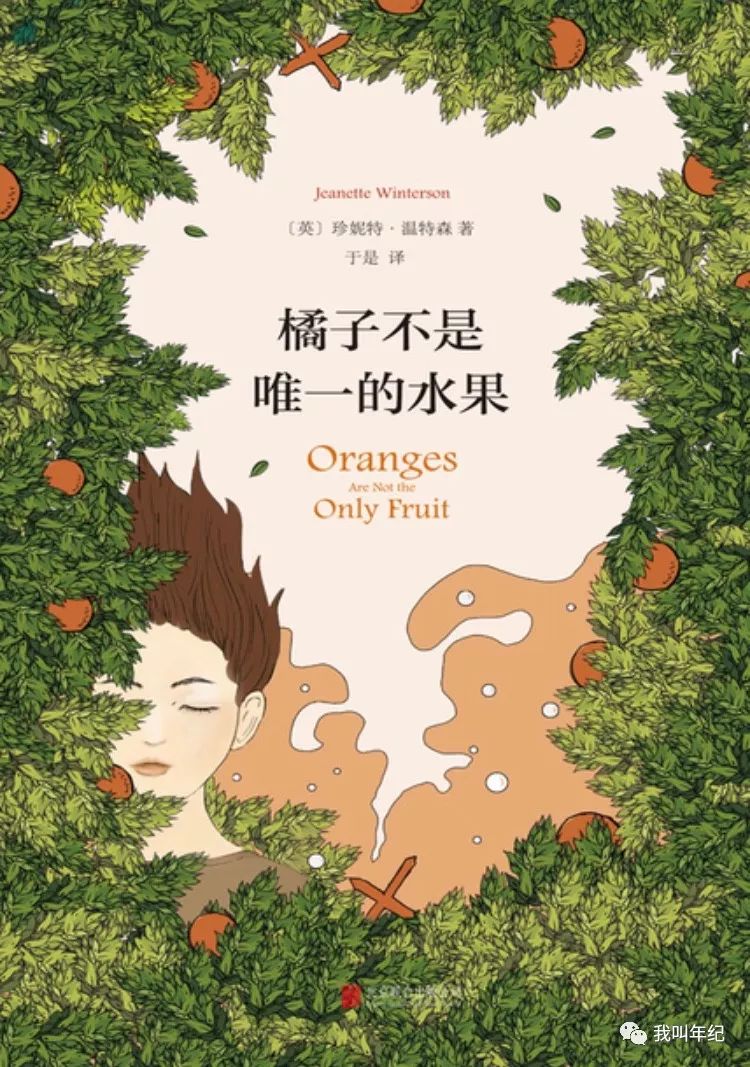 Jeanette Winterson
〔英〕珍妮特·温特森 著
于是 译
橘子不是
唯一的水果
Oranges
Are Not the
Only Fruit
我叫年纪